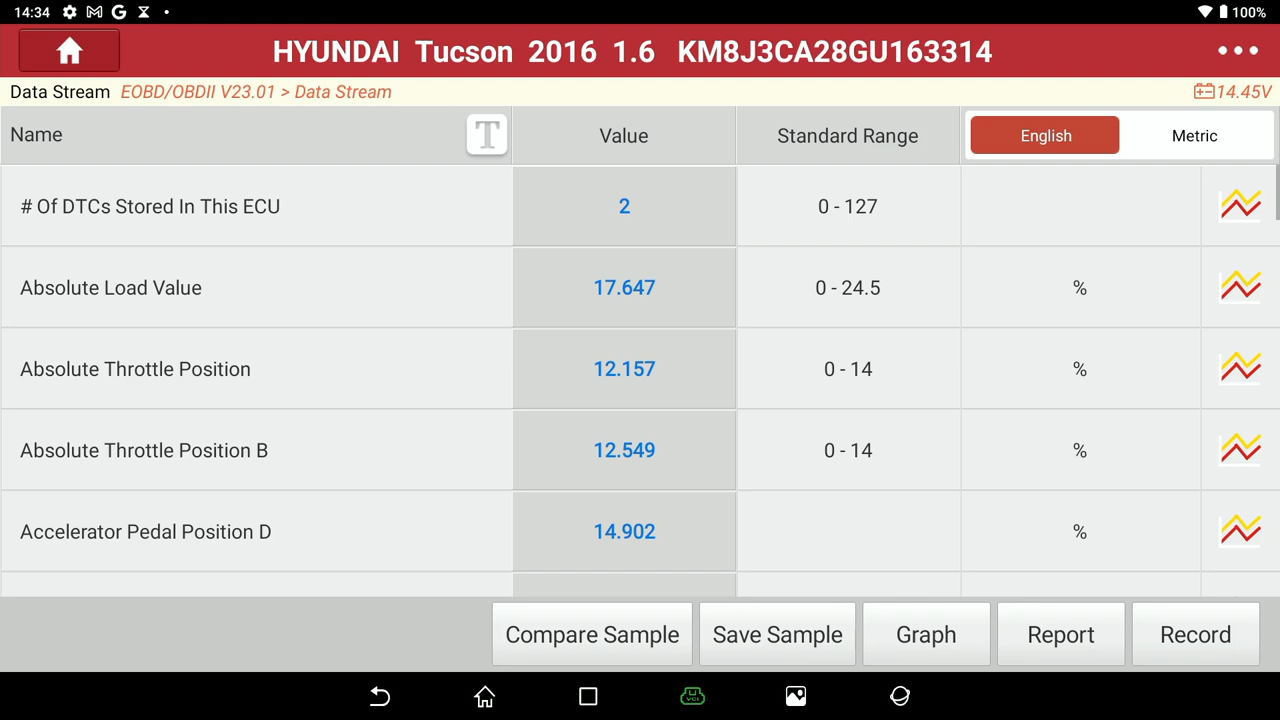 14:34
100%
HYUNDAI Tucson 2016 1.6 KM8J3CA28GU163314
Data Stream EOBD/OBDII V23.01 > Data Stream
14.45V
Name T Value Standard Range English Metric
# Of DTCs Stored In This ECU 2 0 - 127
Absolute Load Value 17.647 0 - 24.5 %
Absolute Throttle Position 12.157 0 - 14 %
Absolute Throttle Position B 12.549 0 - 14 %
Accelerator Pedal Position D 14.902 %
Compare Sample Save Sample Graph Report Record
VCI